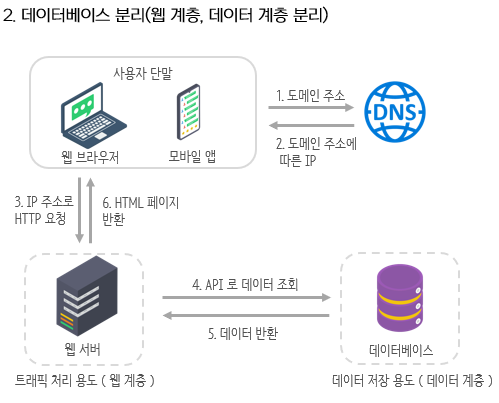 2. 데이터베이스 분리(웹 계층, 데이터 계층 분리)
사용자 단말
웹 브라우저
모바일 앱
1. 도메인 주소
DNS
2. 도메인 주소에
따른 IP
3. IP 주소로
HTTP 요청
6. HTML 페이지
반환
4. API 로 데이터 조회
5. 데이터 반환
웹 서버
데이터베이스
트래픽 처리 용도 ( 웹 계층 )
데이터 저장 용도 ( 데이터 계층 )